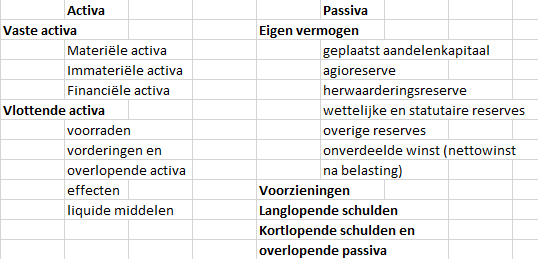 Activa
Passiva
Vaste activa
Eigen vermogen
Materiële activa
geplaatst aandelenkapitaal
Immateriële activa
agioreserve
Financiële activa
herwaarderingsreserve
Vlottende activa
wettelijke en statutaire reserves
voorraden
overige reserves
vorderingen en
onverdeelde winst (nettowinst
overlopende activa
na belasting)
effecten
Voorzieningen
liquide middelen
Langlopende schulden
Kortlopende schulden en
overlopende passiva